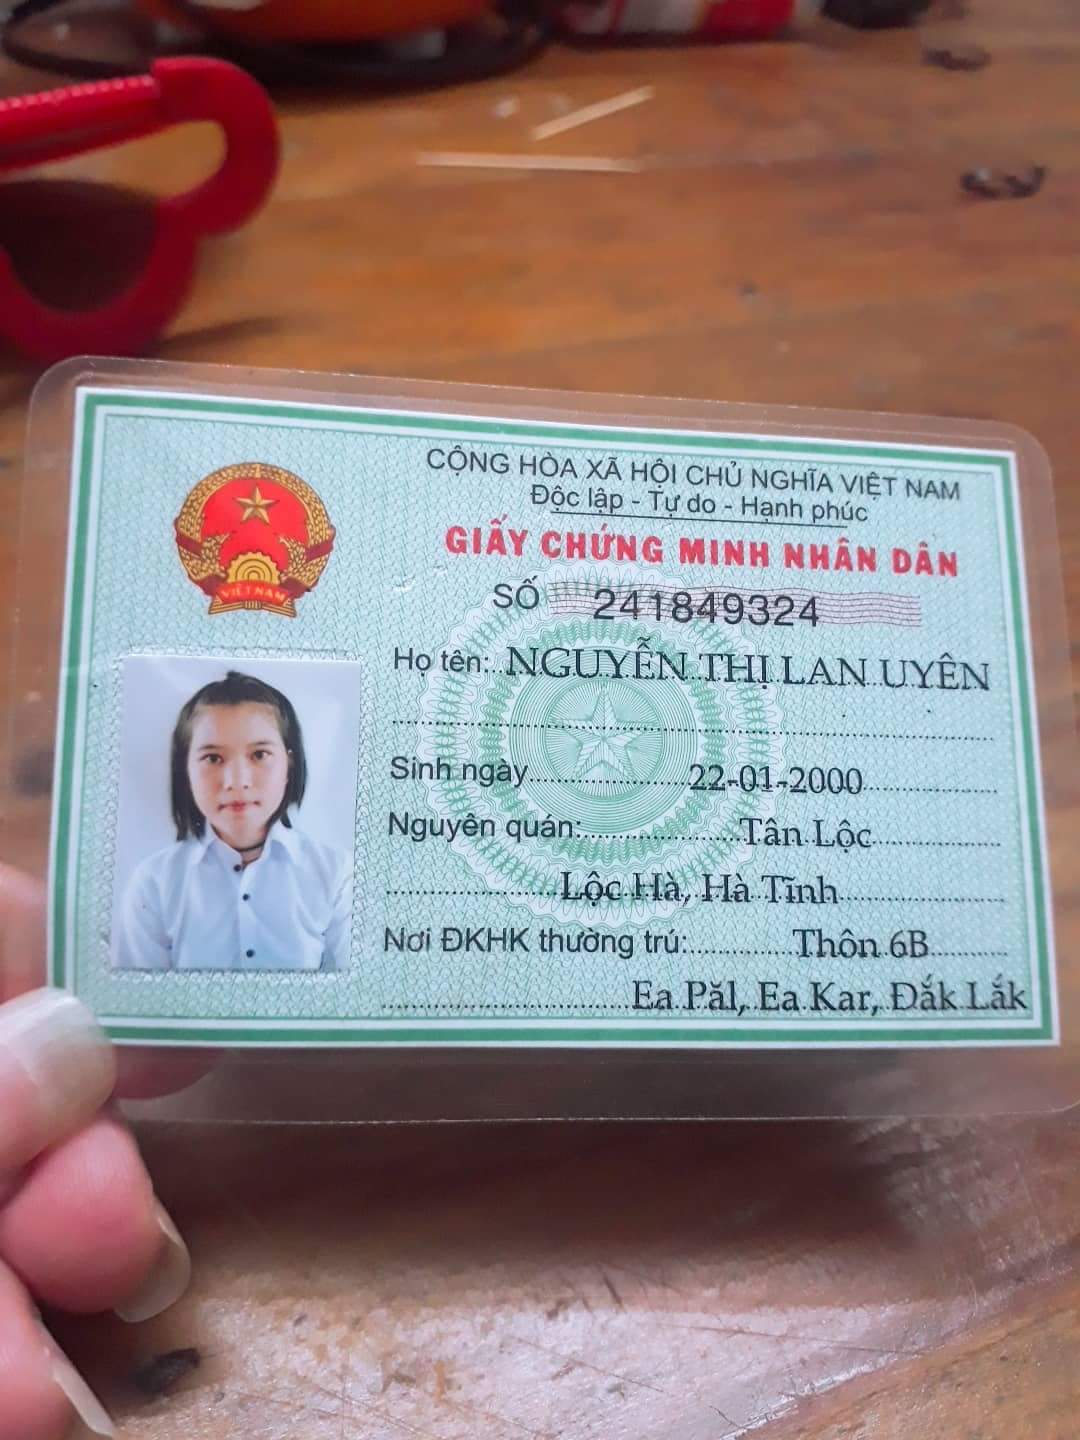 CỘNG HÒA XÃ HỘI CHỦ NGHĨA VIỆT NAM
Độc lập - Tự do - Hạnh phúc
GIẤY CHỨNG MINH NHÂN DÂN
SỐ 241849324
VIỆT NAM
Họ tên: NGUYỄN THỊ LAN UYÊN
Sinh ngày 22-01-2000
Nguyên quán: Tân Lộc
Lộc Hà, Hà Tĩnh
Nơi ĐKHK thường trú: Thôn 6B
Ea Păl, Ea Kar, Đắk Lắk